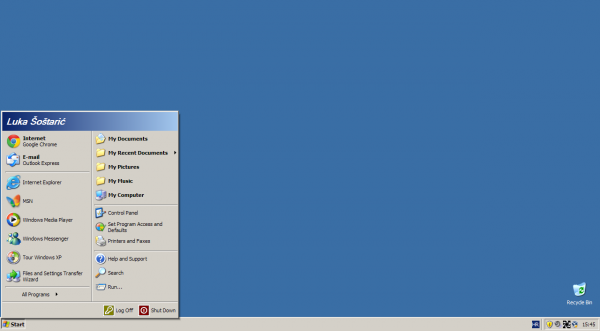 Luka Šoštarić
Internet
Google Chrome
E-mail
Outlook Express
Internet Explorer
MSN
Windows Media Player
Windows Messenger
Tour Windows XP
Files and Settings Transfer
Wizard
All Programs
My Documents
My Recent Documents
My Pictures
My Music
My Computer
Control Panel
Set Program Access and
Defaults
Printers and Faxes
Help and Support
Search
Run...
Log Off
Shut Down
Recycle Bin
Start
HR
15:45